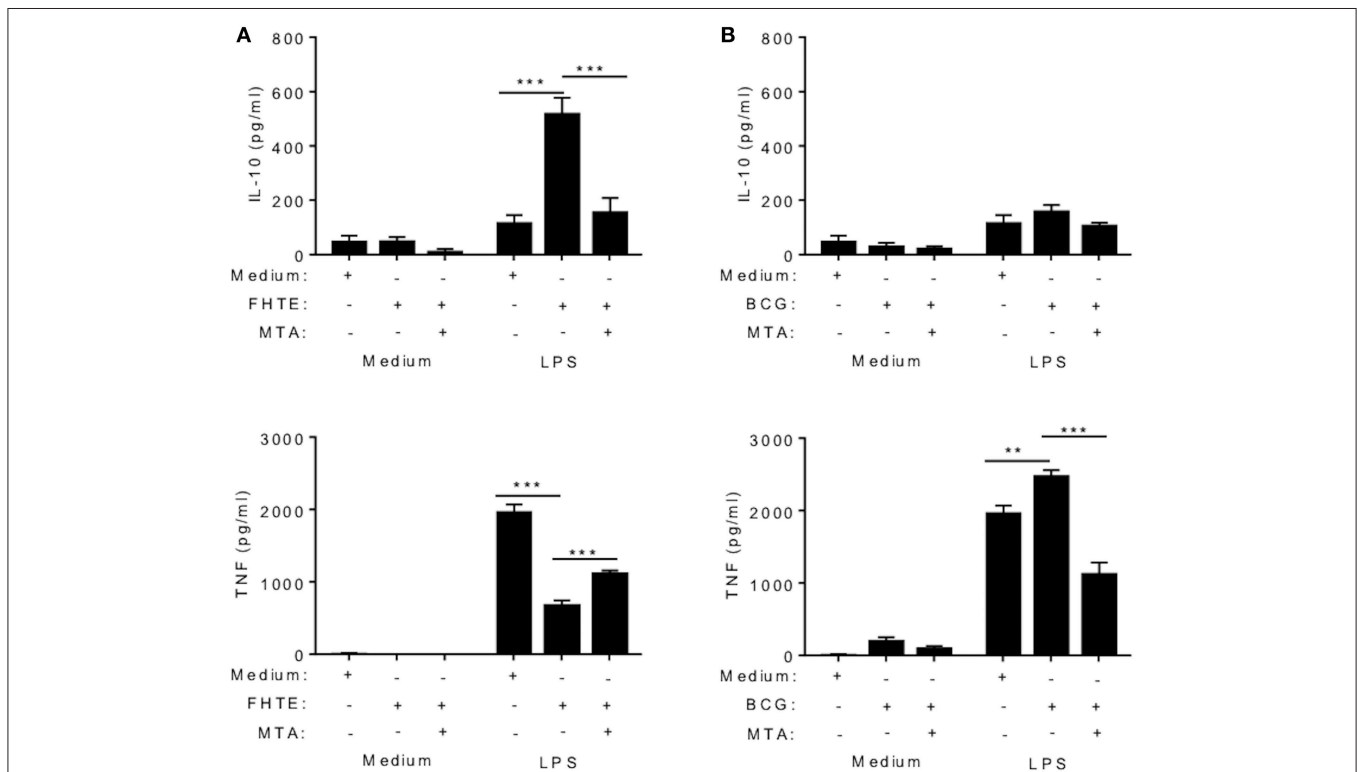 A
B
800
600
400
200
0
IL-10 (pg/ml)
*** ***
Medium: + - - + - -
FHTE: - + + - + +
MTA: - - + - - +
Medium LPS
800
600
400
200
0
IL-10 (pg/ml)
Medium: + - - + - -
BCG: - + + - + +
MTA: - - + - - +
Medium LPS
3000
2000
1000
0
TNF (pg/ml)
***
***
Medium: + - - + - -
FHTE: - + + - + +
MTA: - - + - - +
Medium LPS
3000
2000
1000
0
TNF (pg/ml)
***
**
Medium: + - - + - -
BCG: - + + - + +
MTA: - - + - - +
Medium LPS